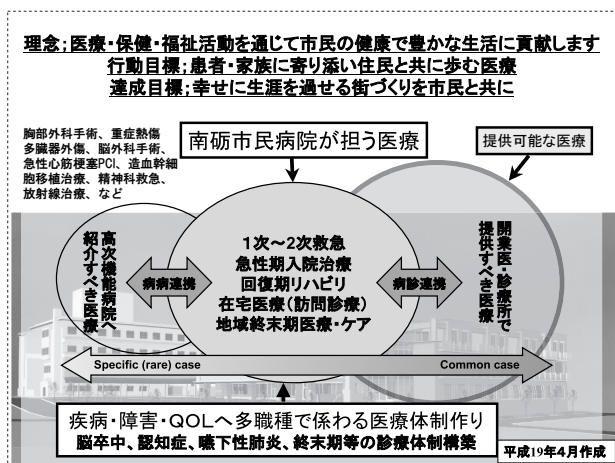 理念；医療・保健・福祉活動を通じて市民の健康で豊かな生活に貢献します
行動目標；患者・家族に寄り添い住民と共に歩む医療
達成目標；幸せに生涯を過せる街づくりを市民と共に
胸部外科手術、重症熱傷
多臓器外傷、脳外科手術、
急性心筋梗塞PCI、造血幹細
胞移植治療、精神科救急、
放射線治療、など
南砺市民病院が担う医療
提供可能な医療
高次機能病院へ
紹介すべき医療
病病連携
1次～2次救急
急性期入院治療
回復期リハビリ
在宅医療（訪問診療）
地域終末期医療・ケア
病診連携
開業医・診療所で
提供すべき医療
Specific (rare) case
Common case
疾病・障害・QOLへ多職種で係わる医療体制作り
脳卒中、認知症、嚥下性肺炎、終末期等の診療体制構築
平成19年4月作成